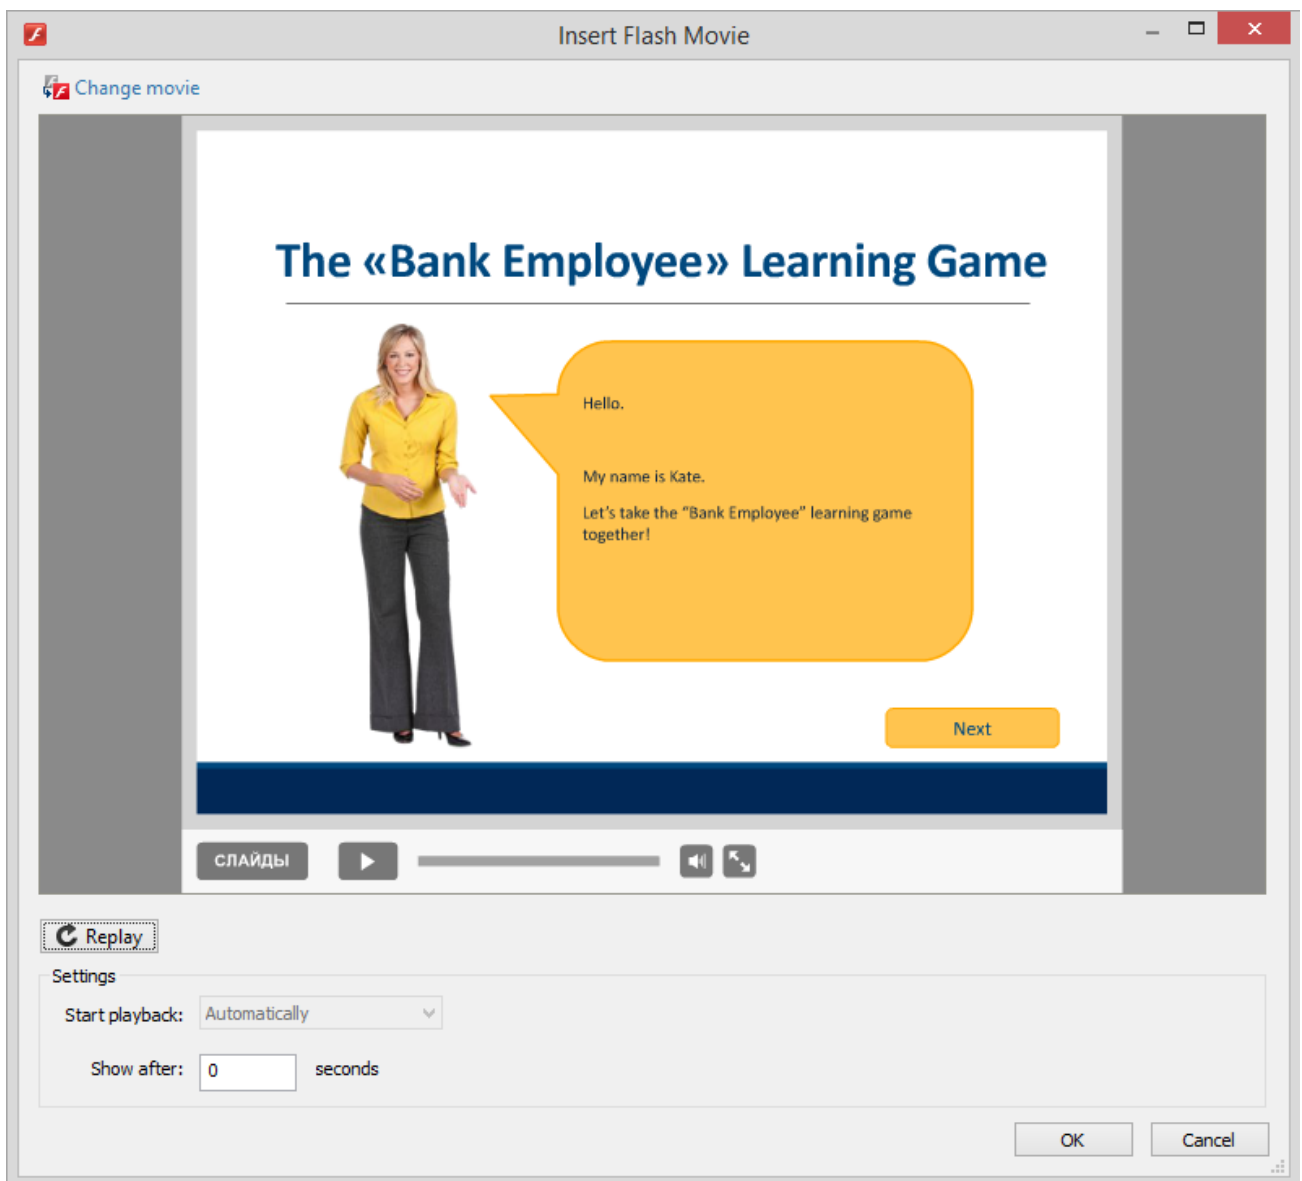 Insert Flash Movie
Change movie
The «Bank Employee» Learning Game
Hello.
My name is Kate.
Let's take the “Bank Employee” learning game
together!
Next
СЛАЙДЫ
Replay
Settings
Start playback: Automatically
Show after: 0 seconds
OK Cancel